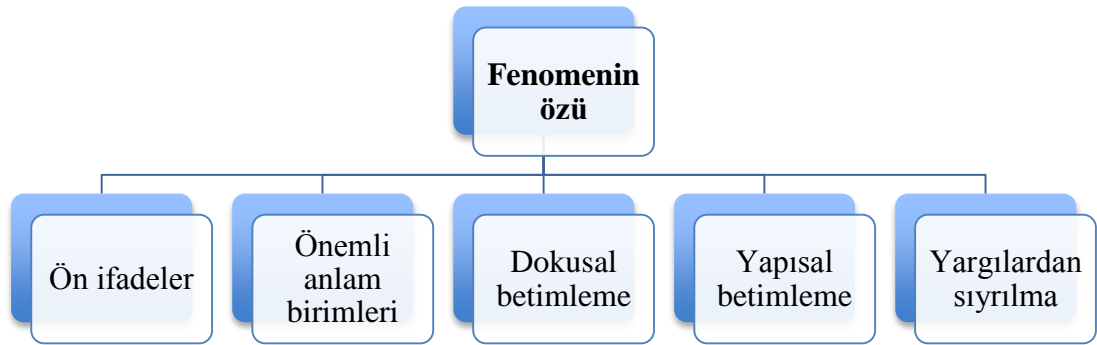 Fenomenin
özü
Ön ifadeler
Önemli
anlam
birimleri
Dokusal
betimleme
Yapısal
betimleme
Yargılardan
sıyrılma